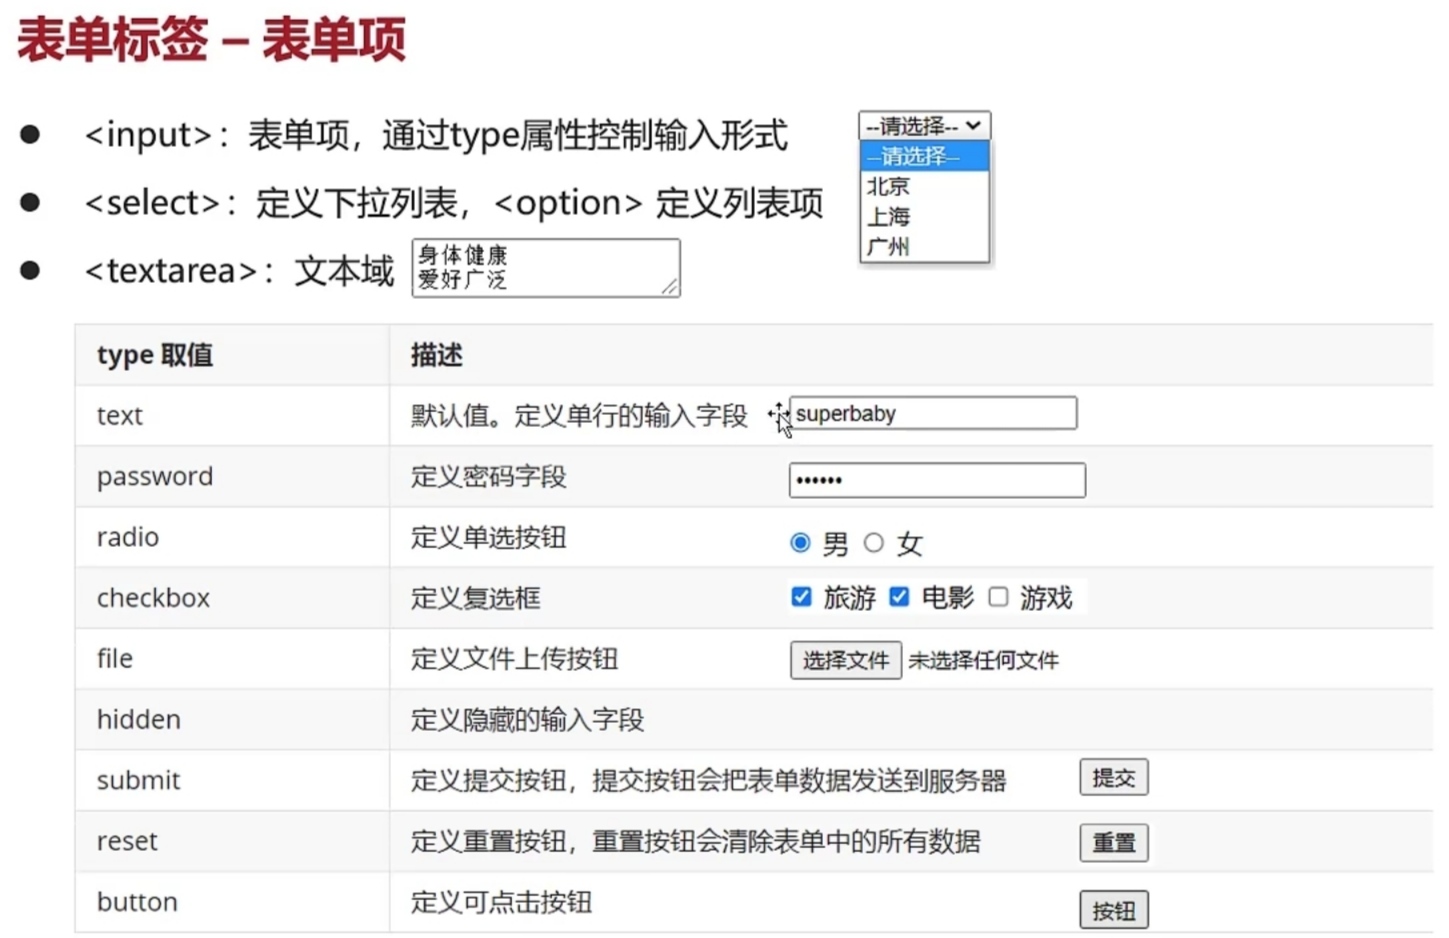 表单标签 – 表单项
● <input>：表单项，通过type属性控制输入形式
● <select>：定义下拉列表，<option> 定义列表项
--请选择--
--请选择--
北京
上海
广州
● <textarea>：文本域
身体健康
爱好广泛
type 取值 描述
text 默认值。定义单行的输入字段 superbaby
password 定义密码字段 ••••••
radio 定义单选按钮 男 女
checkbox 定义复选框 旅游 电影 游戏
file 定义文件上传按钮 选择文件 未选择任何文件
hidden 定义隐藏的输入字段
submit 定义提交按钮，提交按钮会把表单数据发送到服务器 提交
reset 定义重置按钮，重置按钮会清除表单中的所有数据 重置
button 定义可点击按钮 按钮